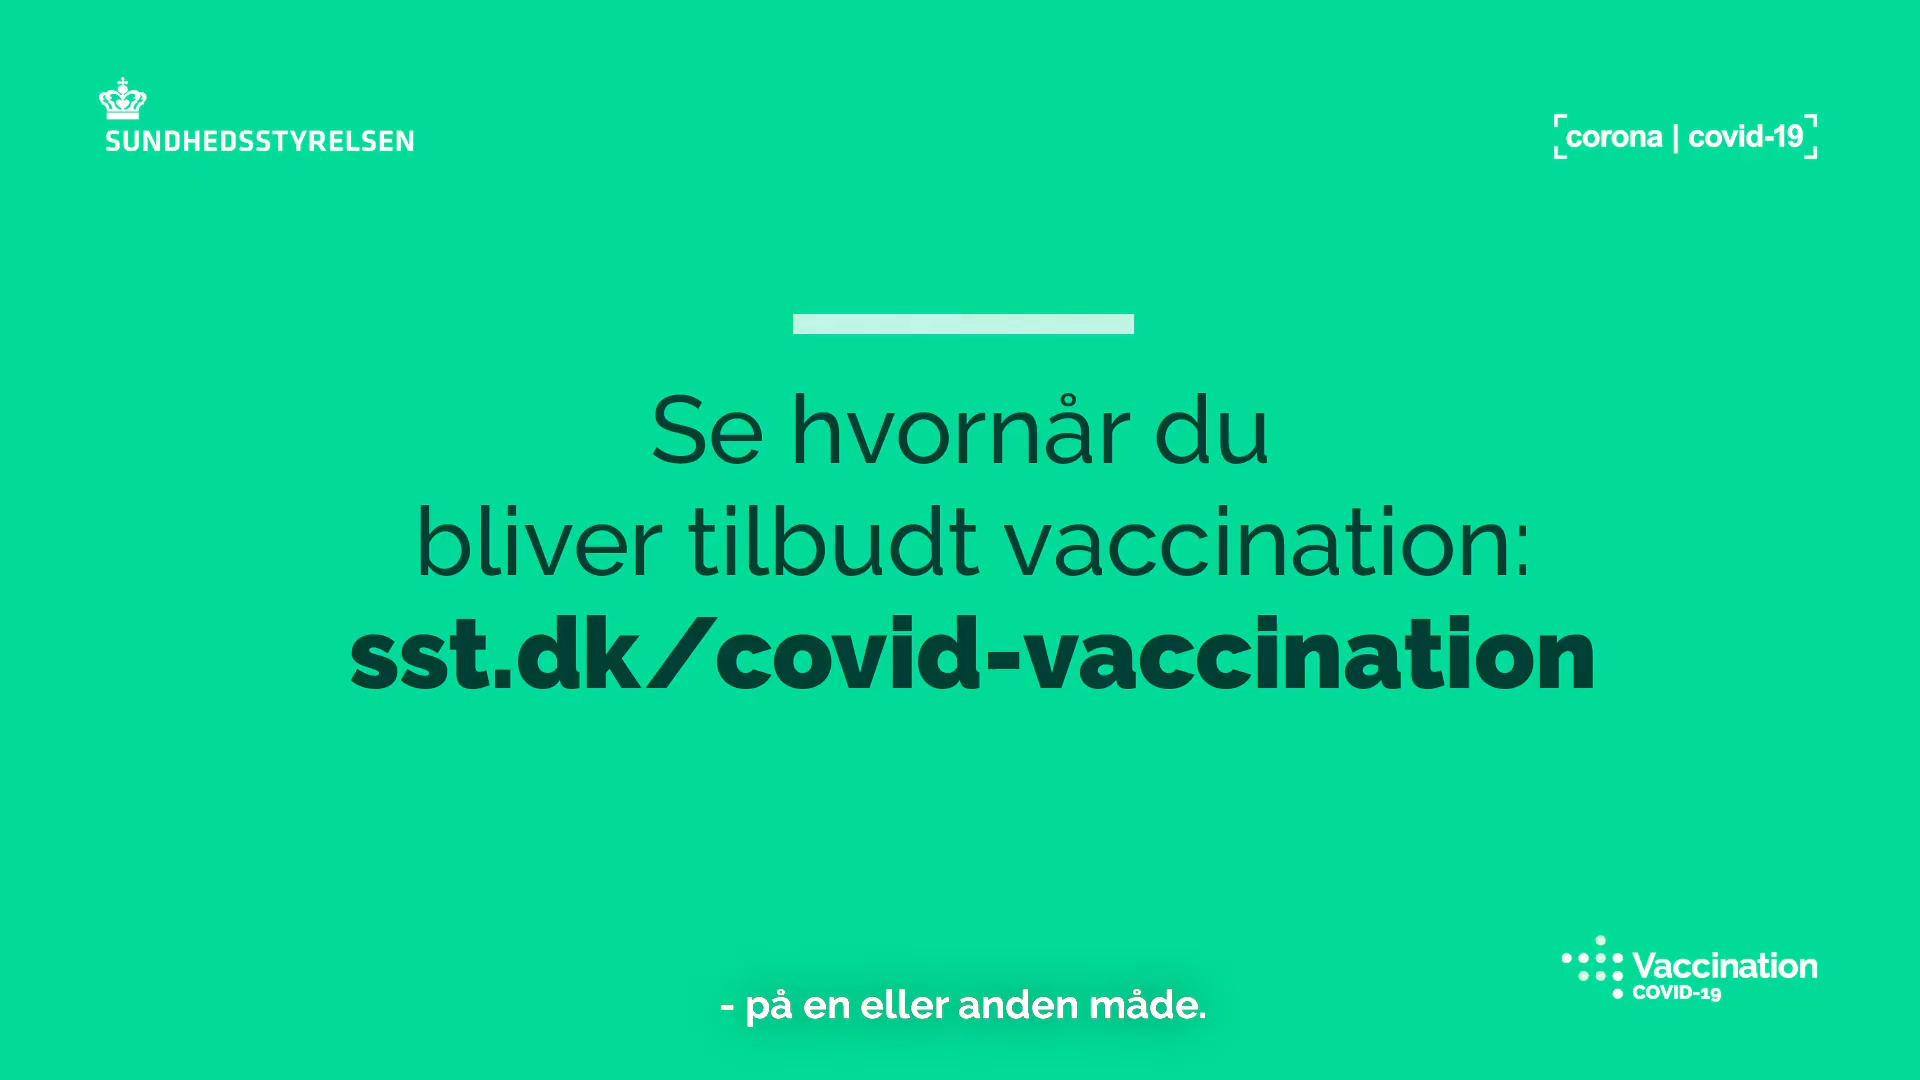 SUNDHEDSSTYRELSEN
corona | covid-19
Se hvornår du
bliver tilbudt vaccination:
sst.dk/covid-vaccination
Vaccination
COVID-19
- på en eller anden måde.